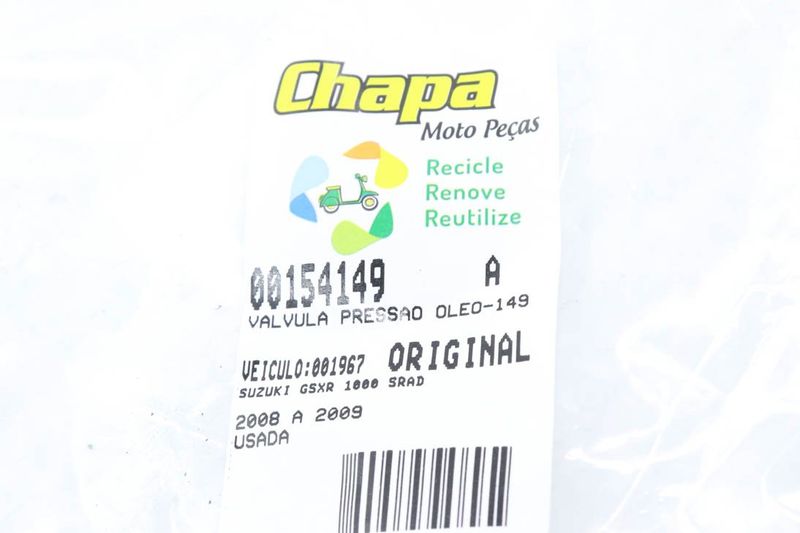 Chapa
Moto Peças
Recicle
Renove
Reutilize
00154149 A
VALVULA PRESSAO OLEO-149
VEICULO:001967 ORIGINAL
SUZUKI GSXR 1000 SRAD
2008 A 2009
USADA